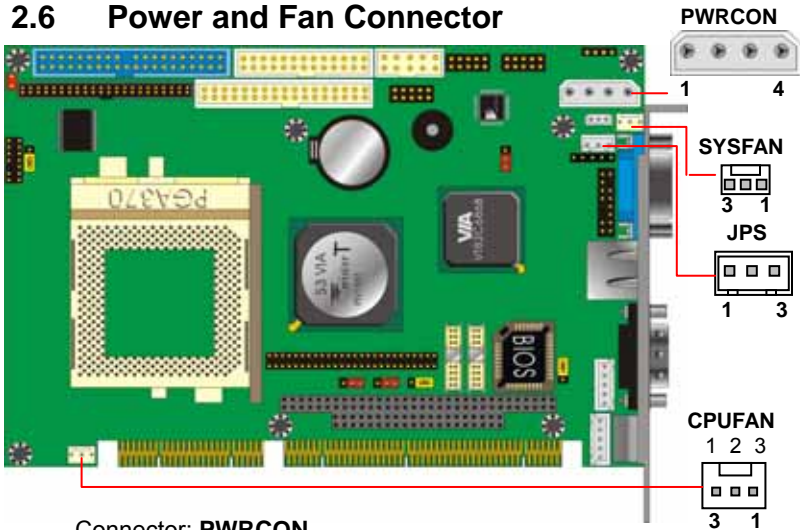 2.6 Power and Fan Connector
PWRCON
1 4
SYSFAN
3 1
JPS
1 3
PGA370
VIA
53 VIA
BIOS
CPUFAN
1 2 3
3 1
Connector: PWRCON